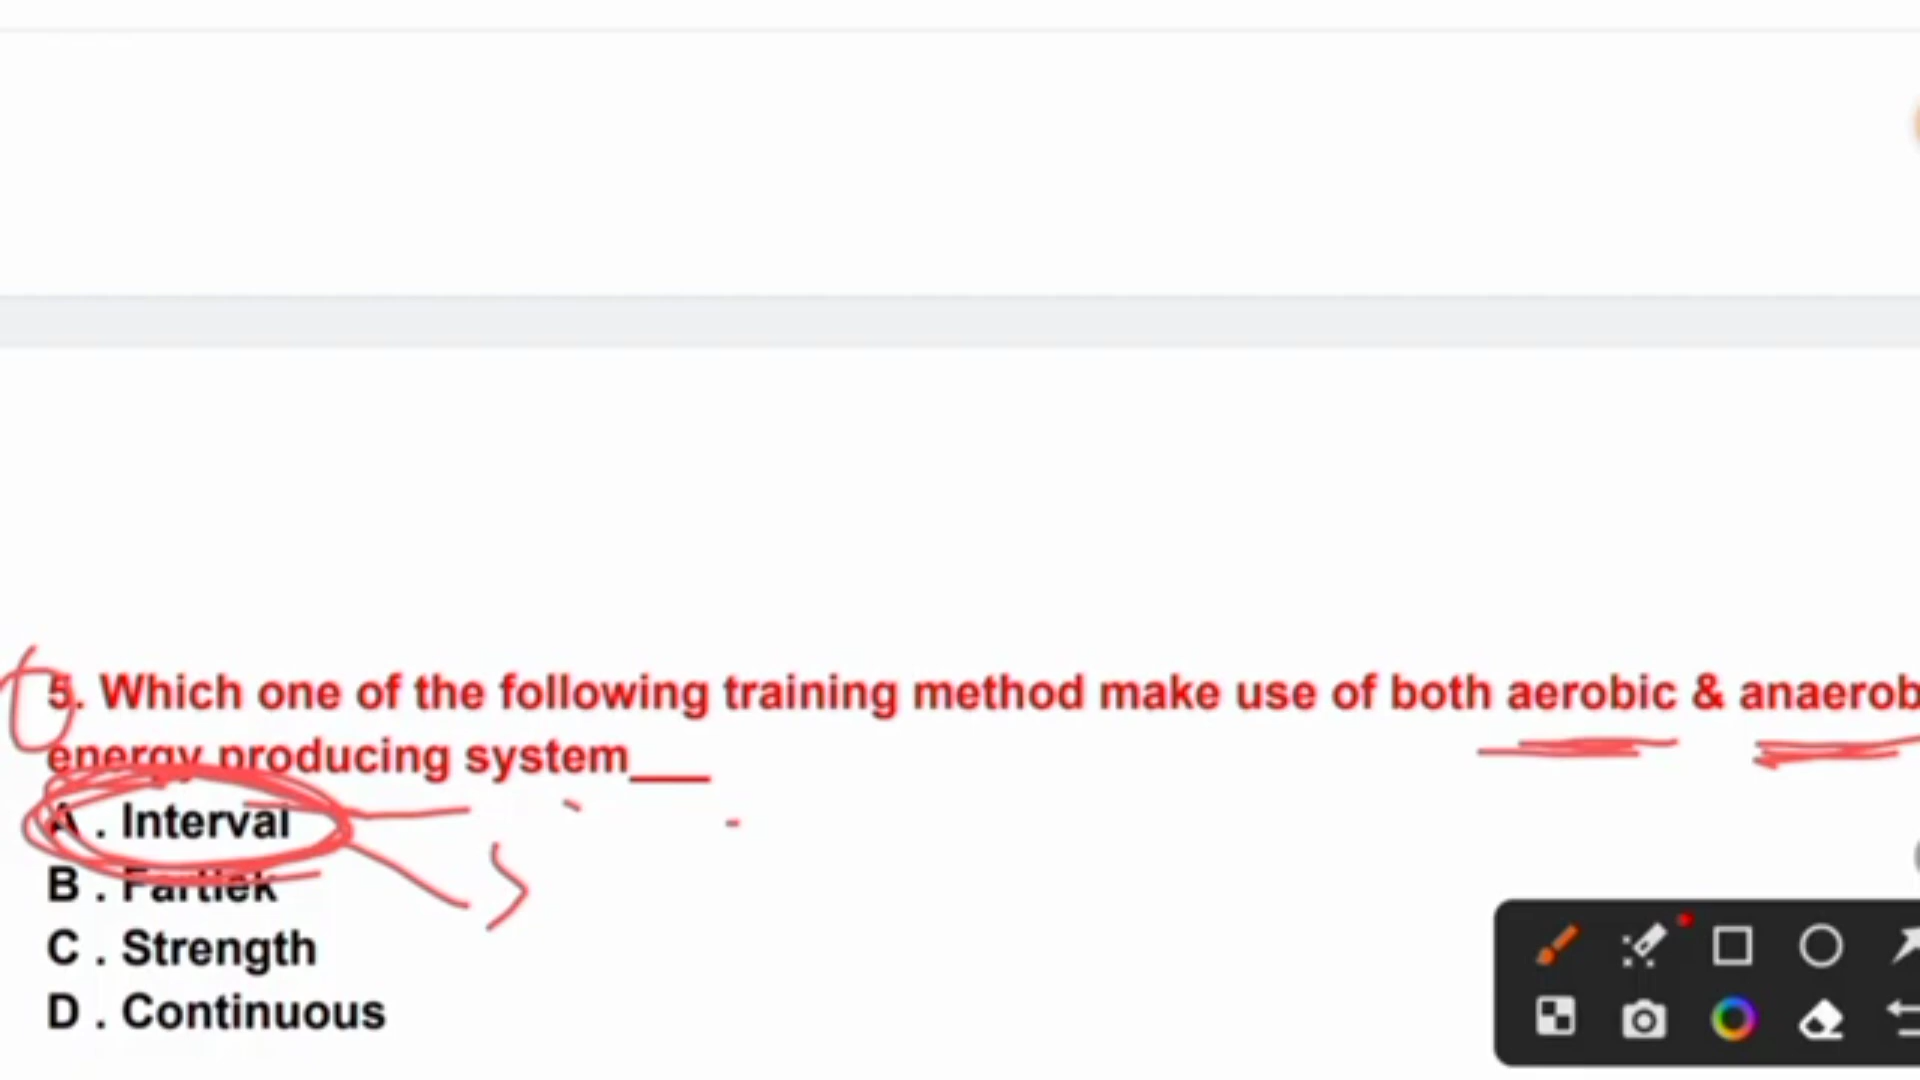 5. Which one of the following training method make use of both aerobic & anaerob
energy producing system___
A . Interval
B . Fartlek
C . Strength
D . Continuous